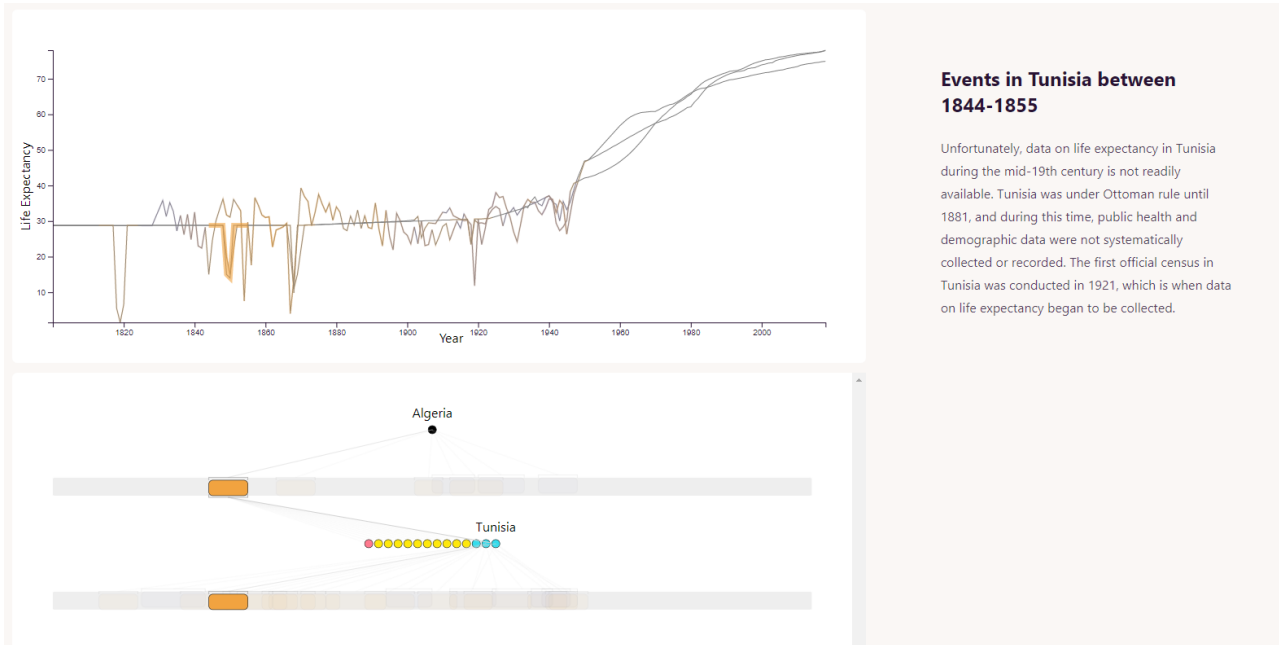 70
60
50
40
30
20
10
Life Expectancy
1820
1840
1860
1880
1900
1920
1940
1960
1980
2000
Year
Events in Tunisia between
1844-1855
Unfortunately, data on life expectancy in Tunisia
during the mid-19th century is not readily
available. Tunisia was under Ottoman rule until
1881, and during this time, public health and
demographic data were not systematically
collected or recorded. The first official census in
Tunisia was conducted in 1921, which is when data
on life expectancy began to be collected.
Algeria
Tunisia